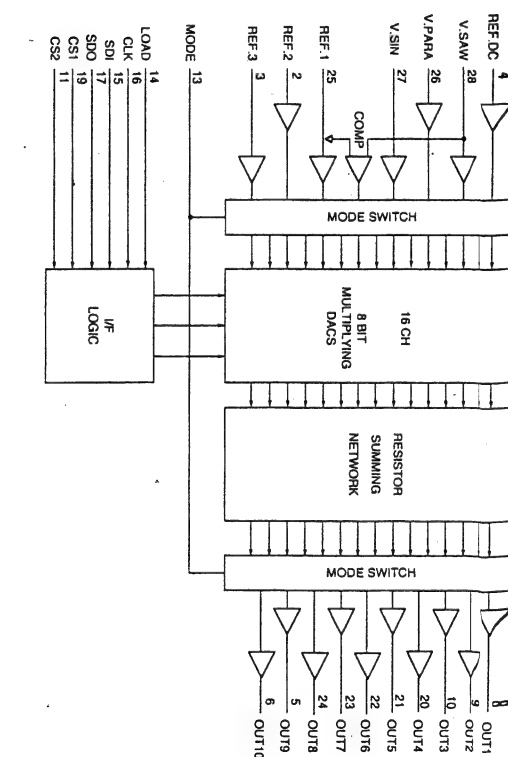 REF.DC 4
V.SAW 28
V.PARA 26
V.SIN 27
COMP
REF.1 25
REF.2 2
REF.3 3
MODE 13
LOAD 14
CLK 16
SDI 15
SDO 17
CS1 19
CS2 11
MODE SWITCH
16 CH
8 BIT
MULTIPLYING
DACS
I/F
LOGIC
RESISTOR
SUMMING
NETWORK
MODE SWITCH
8 OUT1
9 OUT2
10 OUT3
20 OUT4
21 OUT5
22 OUT6
23 OUT7
24 OUT8
5 OUT9
6 OUT10